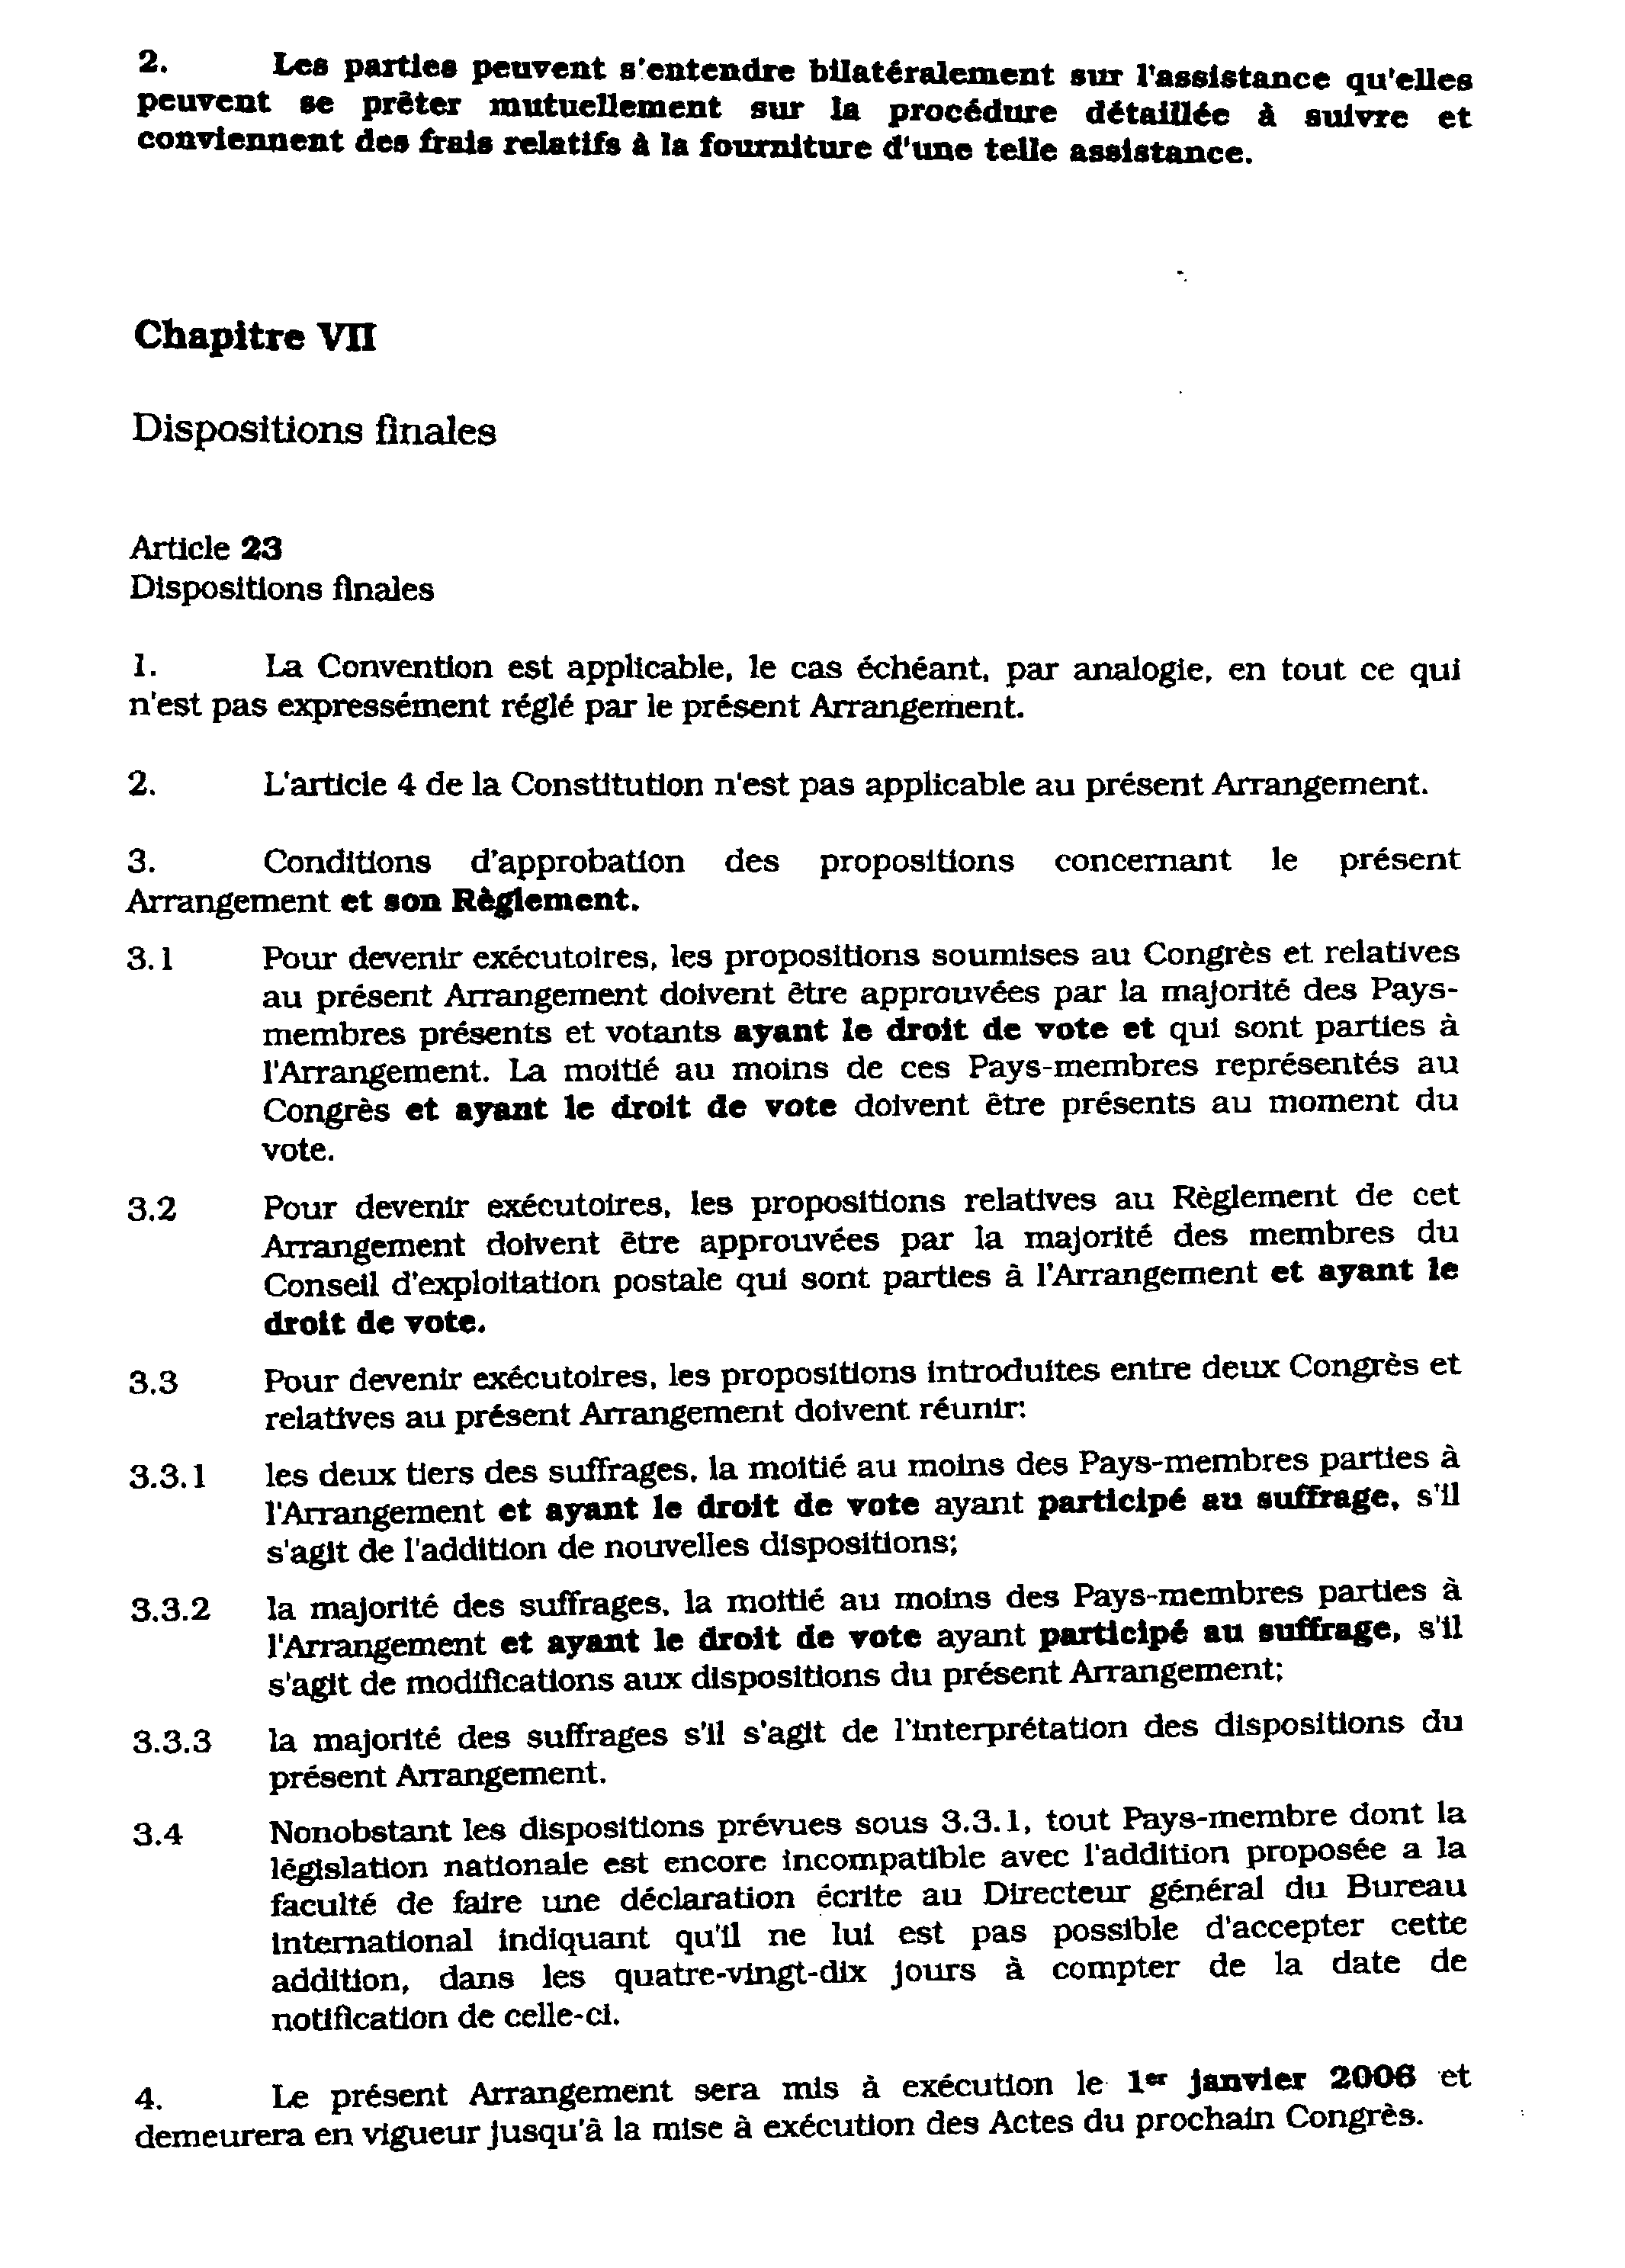 2. Les parties peuvent s'entendre bilatéralement sur l'assistance qu'elles
peuvent se prêter mutuellement sur la procédure détaillée à suivre et
conviennent des frais relatifs à la fourniture d'une telle assistance.
Chapitre VII
Dispositions finales
Article 23
Dispositions finales
1. La Convention est applicable, le cas échéant, par analogie, en tout ce qui
n'est pas expressément réglé par le présent Arrangement.
2. L'article 4 de la Constitution n'est pas applicable au présent Arrangement.
3. Conditions d'approbation des propositions concernant le présent
Arrangement et son Règlement.
3.1 Pour devenir exécutoires, les propositions soumises au Congrès et relatives
au présent Arrangement doivent être approuvées par la majorité des Pays-
membres présents et votants ayant le droit de vote et qui sont parties à
l'Arrangement. La moitié au moins de ces Pays-membres représentés au
Congrès et ayant le droit de vote doivent être présents au moment du
vote.
3.2 Pour devenir exécutoires, les propositions relatives au Règlement de cet
Arrangement doivent être approuvées par la majorité des membres du
Conseil d'exploitation postale qui sont parties à l'Arrangement et ayant le
droit de vote.
3.3 Pour devenir exécutoires, les propositions introduites entre deux Congrès et
relatives au présent Arrangement doivent réunir:
3.3.1 les deux tiers des suffrages, la moitié au moins des Pays-membres parties à
l'Arrangement et ayant le droit de vote ayant participé au suffrage, s'il
s'agit de l'addition de nouvelles dispositions;
3.3.2 la majorité des suffrages, la moitié au moins des Pays-membres parties à
l'Arrangement et ayant le droit de vote ayant participé au suffrage, s'il
s'agit de modifications aux dispositions du présent Arrangement;
3.3.3 la majorité des suffrages s'il s'agit de l'interprétation des dispositions du
présent Arrangement.
3.4 Nonobstant les dispositions prévues sous 3.3.1, tout Pays-membre dont la
législation nationale est encore incompatible avec l'addition proposée a la
faculté de faire une déclaration écrite au Directeur général du Bureau
international indiquant qu'il ne lui est pas possible d'accepter cette
addition, dans les quatre-vingt-dix jours à compter de la date de
notification de celle-ci.
4. Le présent Arrangement sera mis à exécution le 1er janvier 2006 et
demeurera en vigueur jusqu'à la mise à exécution des Actes du prochain Congrès.